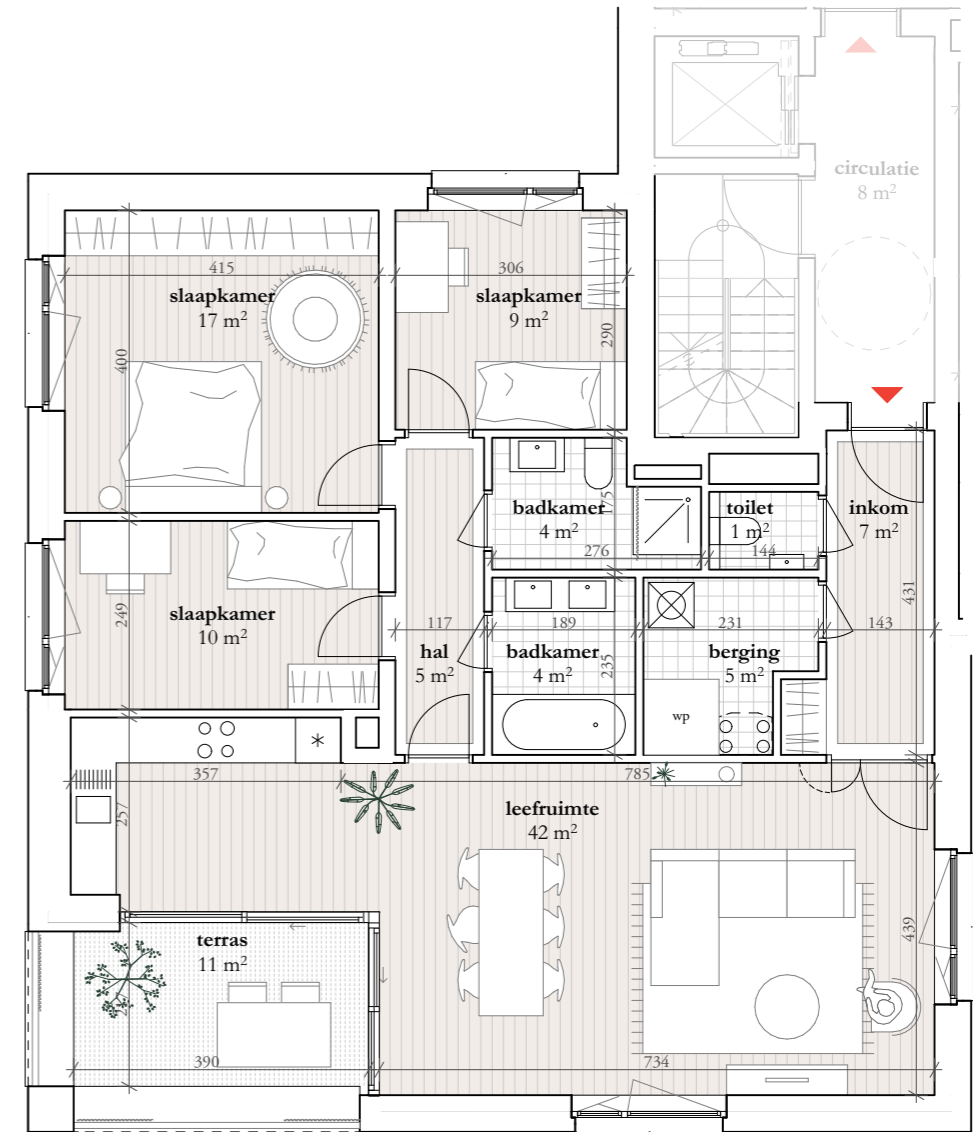 circulatie
8 m²
415
306
slaapkamer
17 m²
slaapkamer
9 m²
290
400
badkamer
4 m²
175
276
toilet
1 m²
144
inkom
7 m²
431
slaapkamer
10 m²
249
117
189
231
143
hal
5 m²
badkamer
4 m²
235
berging
5 m²
wp
357
785
257
leefruimte
42 m²
439
terras
11 m²
390
734